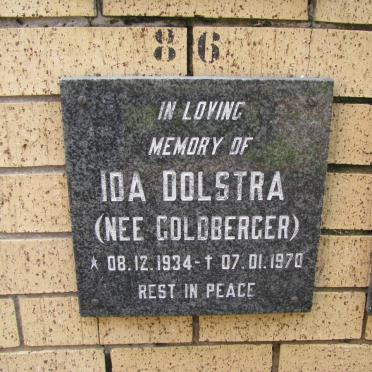 86
IN LOVING
MEMORY OF
IDA DOLSTRA
(NEE GOLDBERGER)
* 08.12.1934-† 07.01.1970
REST IN PEACE